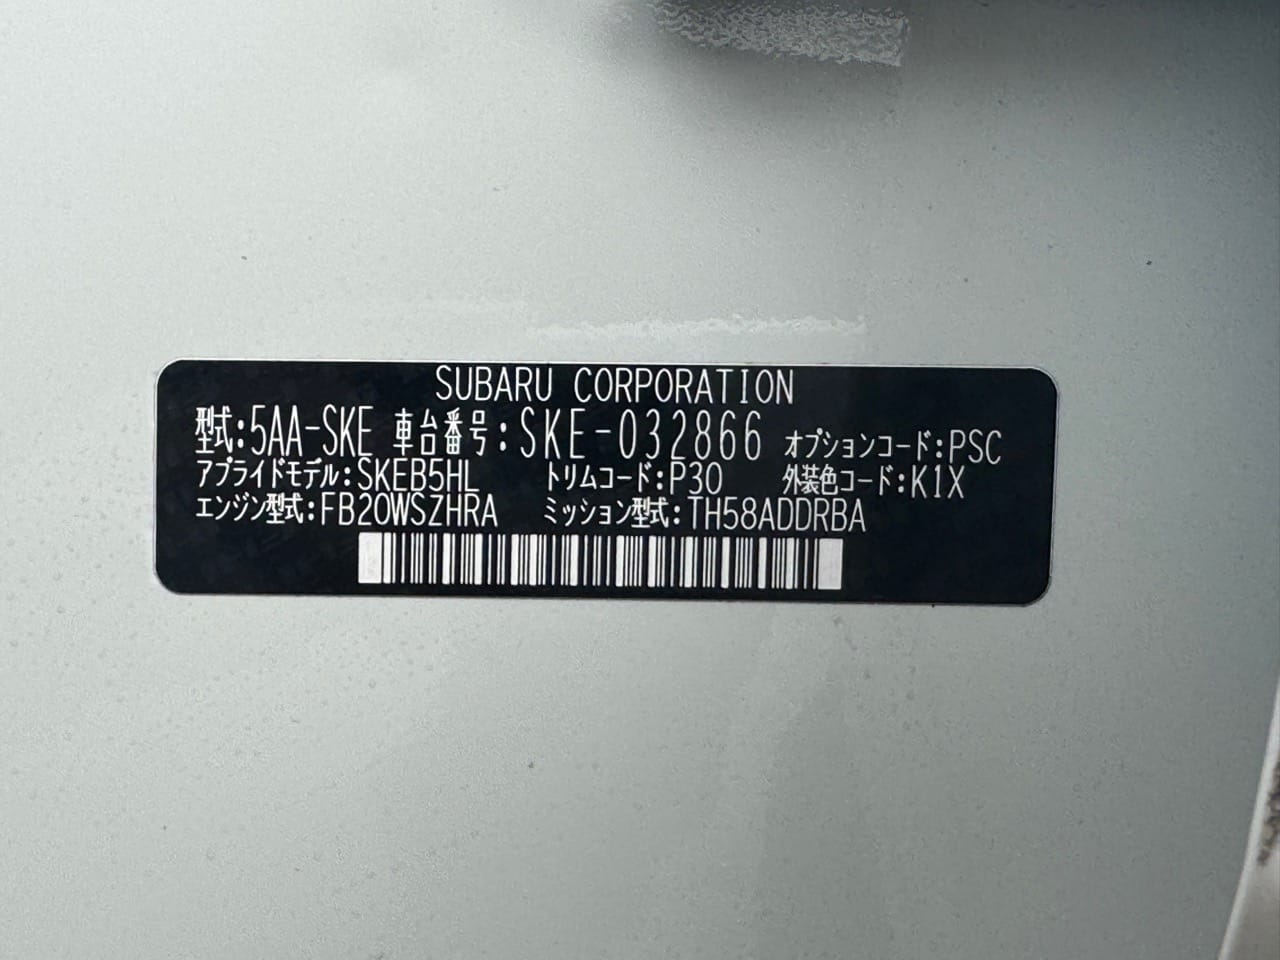 SUBARU CORPORATION
型式:5AA-SKE 車台番号:SKE-032866 オプションコード:PSC
アプライドモデル:SKEB5HL トリムコード:P30 外装色コード:K1X
エンジン型式:FB20WSZHRA ミッション型式:TH58ADDRBA